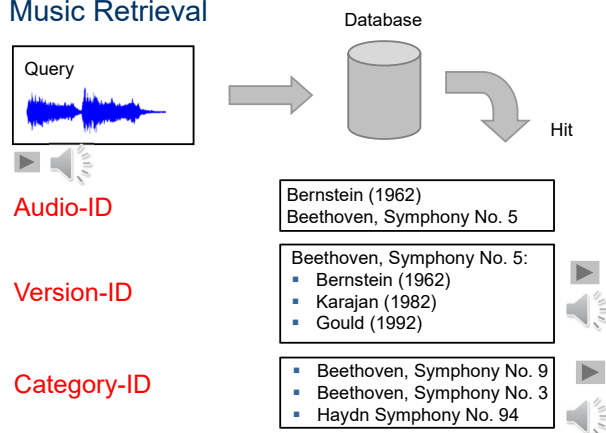 Music Retrieval
Database
Query
Hit
Audio-ID
Bernstein (1962)
Beethoven, Symphony No. 5
Version-ID
Beethoven, Symphony No. 5:
▪ Bernstein (1962)
▪ Karajan (1982)
▪ Gould (1992)
Category-ID
▪ Beethoven, Symphony No. 9
▪ Beethoven, Symphony No. 3
▪ Haydn Symphony No. 94